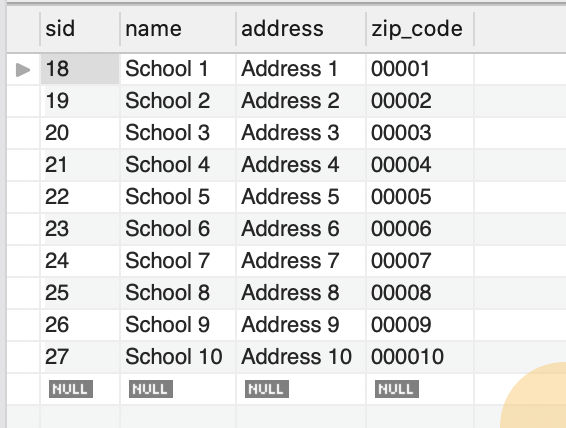 sid name address zip_code
18 School 1 Address 1 00001
19 School 2 Address 2 00002
20 School 3 Address 3 00003
21 School 4 Address 4 00004
22 School 5 Address 5 00005
23 School 6 Address 6 00006
24 School 7 Address 7 00007
25 School 8 Address 8 00008
26 School 9 Address 9 00009
27 School 10 Address 10 000010
NULL NULL NULL NULL